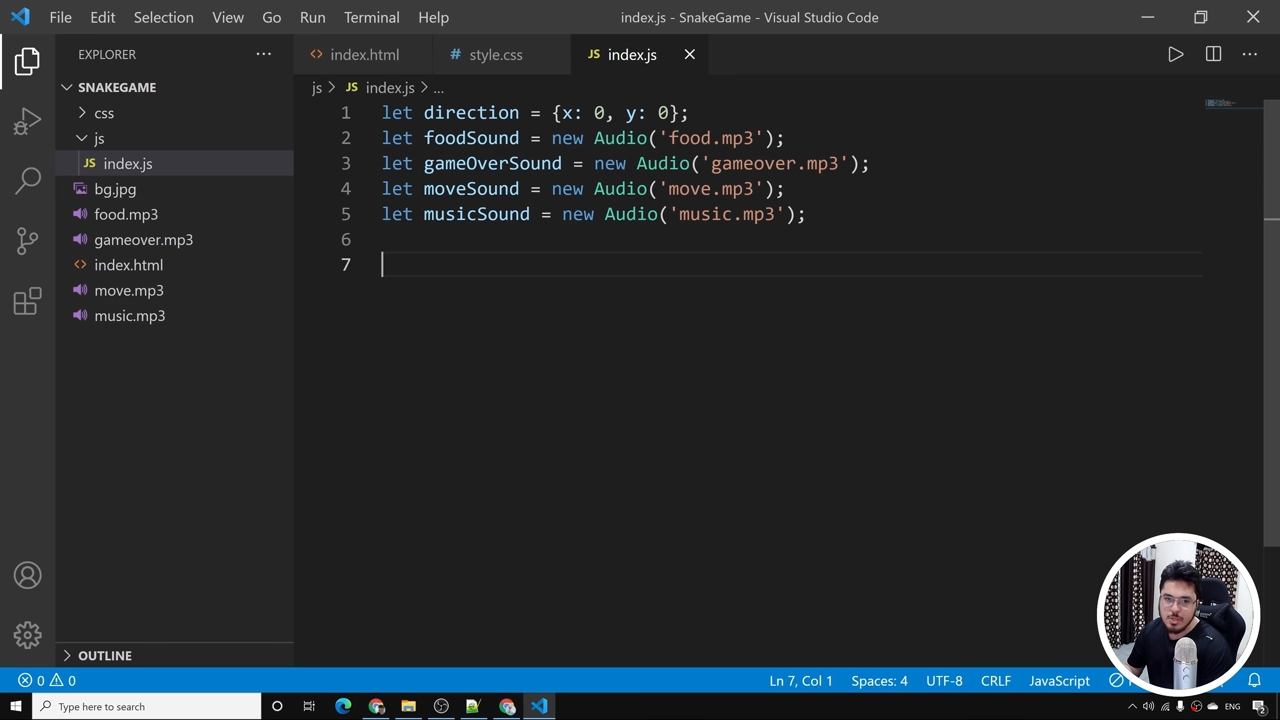 File Edit Selection View Go Run Terminal Help
index.js - SnakeGame - Visual Studio Code
EXPLORER
index.html
# style.css
JS index.js
SNAKEGAME
js > JS index.js > ...
css
js
JS index.js
bg.jpg
food.mp3
gameover.mp3
index.html
move.mp3
music.mp3
1 let direction = {x: 0, y: 0};
2 let foodSound = new Audio('food.mp3');
3 let gameOverSound = new Audio('gameover.mp3');
4 let moveSound = new Audio('move.mp3');
5 let musicSound = new Audio('music.mp3');
6
7
OUTLINE
0 0
Ln 7, Col 1 Spaces: 4 UTF-8 CRLF JavaScript
Type here to search
ENG
2